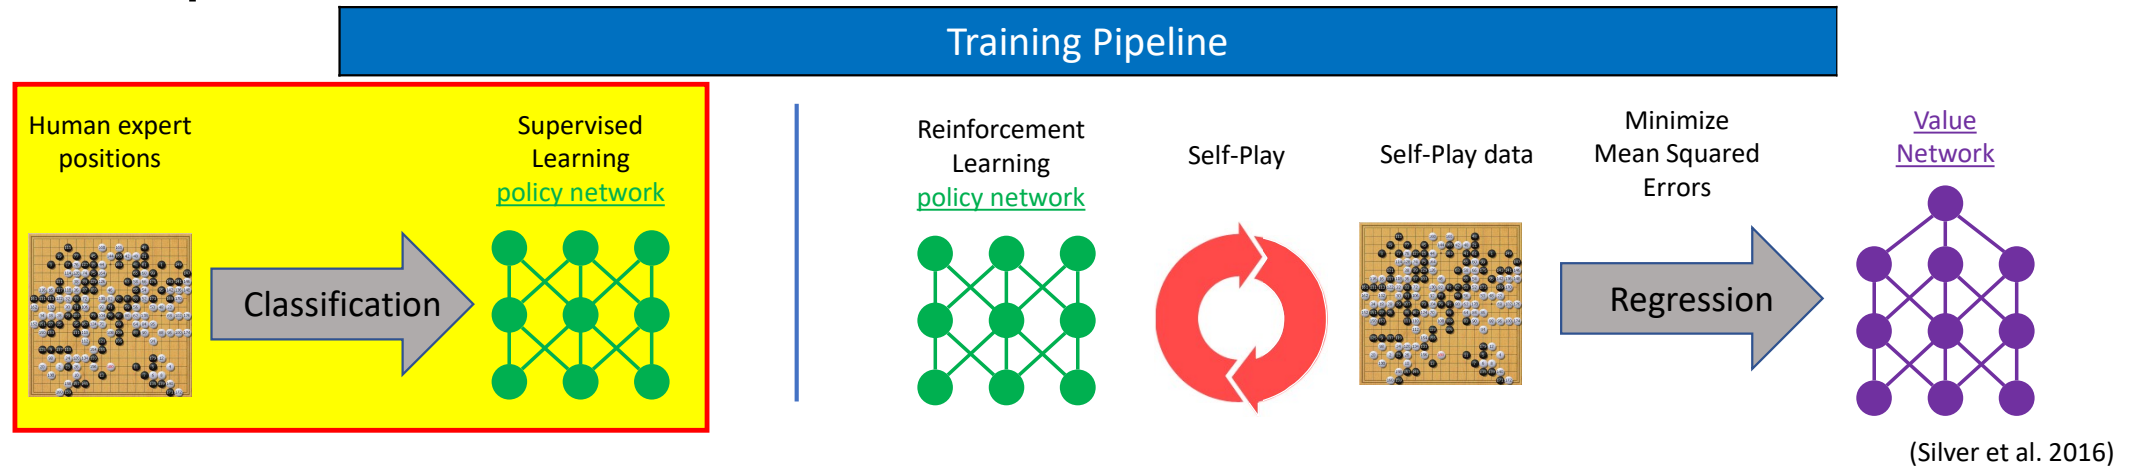 Training Pipeline
Human expert
positions
Classification
Supervised
Learning
policy network
Reinforcement
Learning
policy network
Self-Play
Self-Play data
Minimize
Mean Squared
Errors
Regression
Value
Network
(Silver et al. 2016)